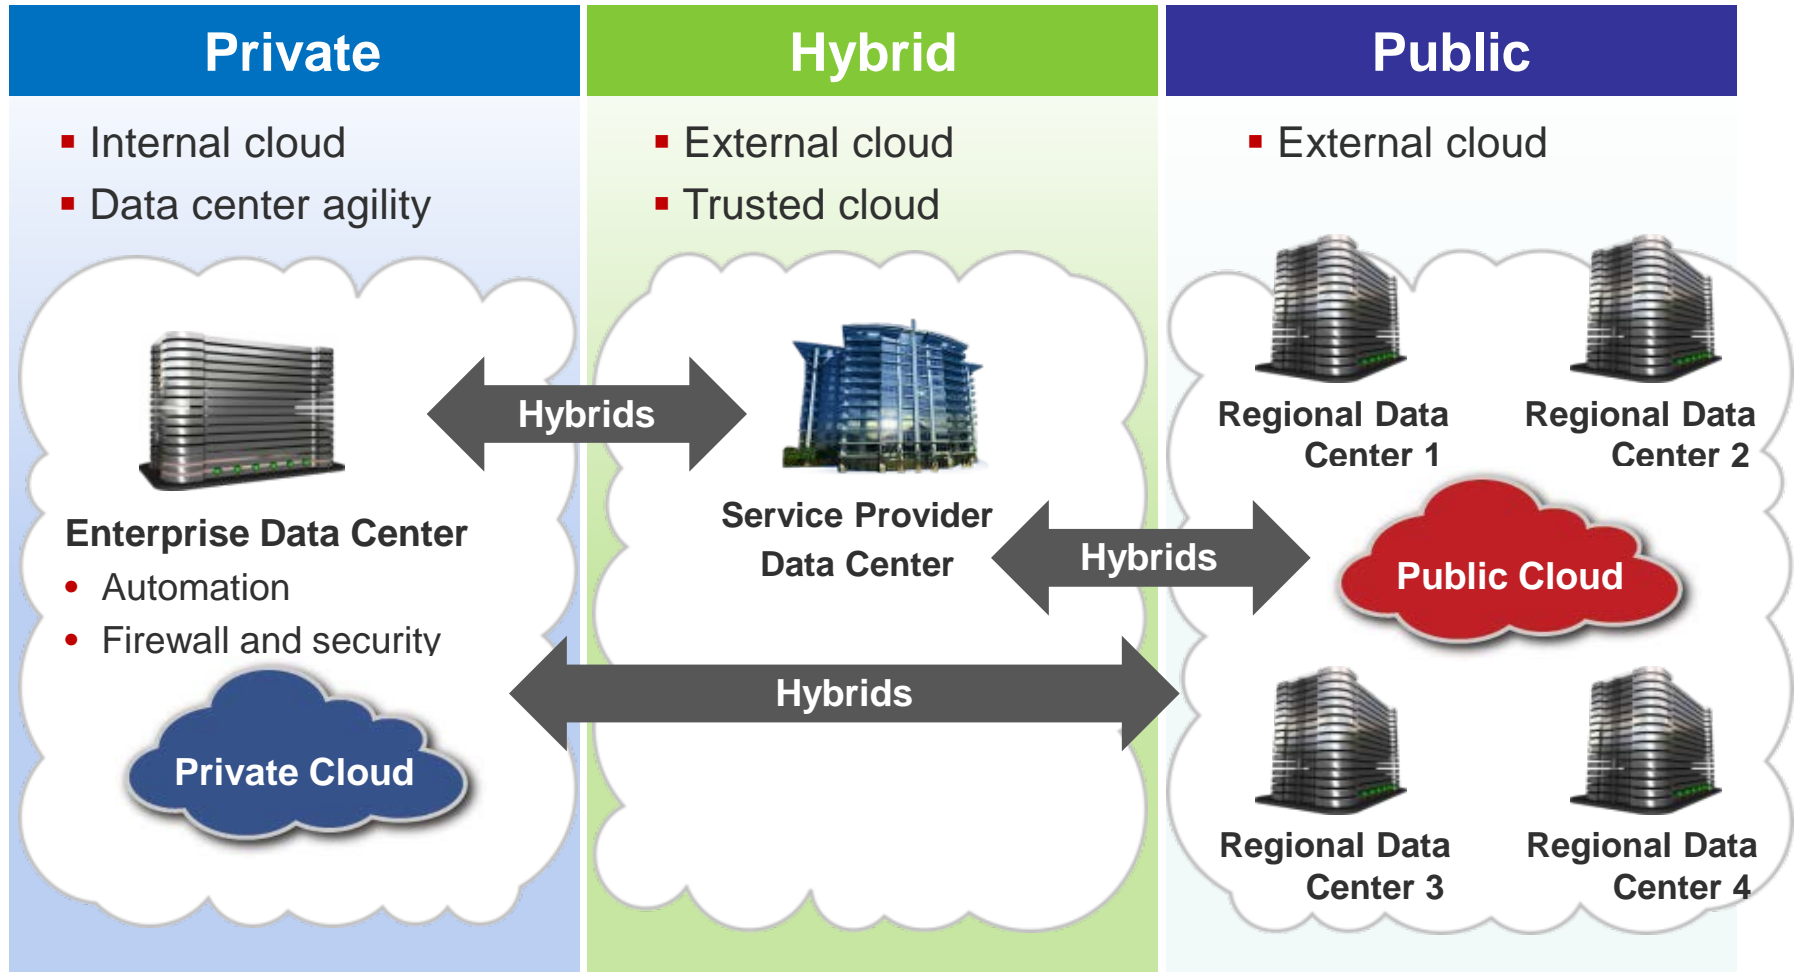 Private
Internal cloud
Data center agility
Enterprise Data Center
Automation
Firewall and security
Private Cloud
Hybrids
Hybrid
External cloud
Trusted cloud
Service Provider
Data Center
Hybrids
Hybrids
Public
External cloud
Regional Data
Center 1
Regional Data
Center 2
Public Cloud
Regional Data
Center 3
Regional Data
Center 4